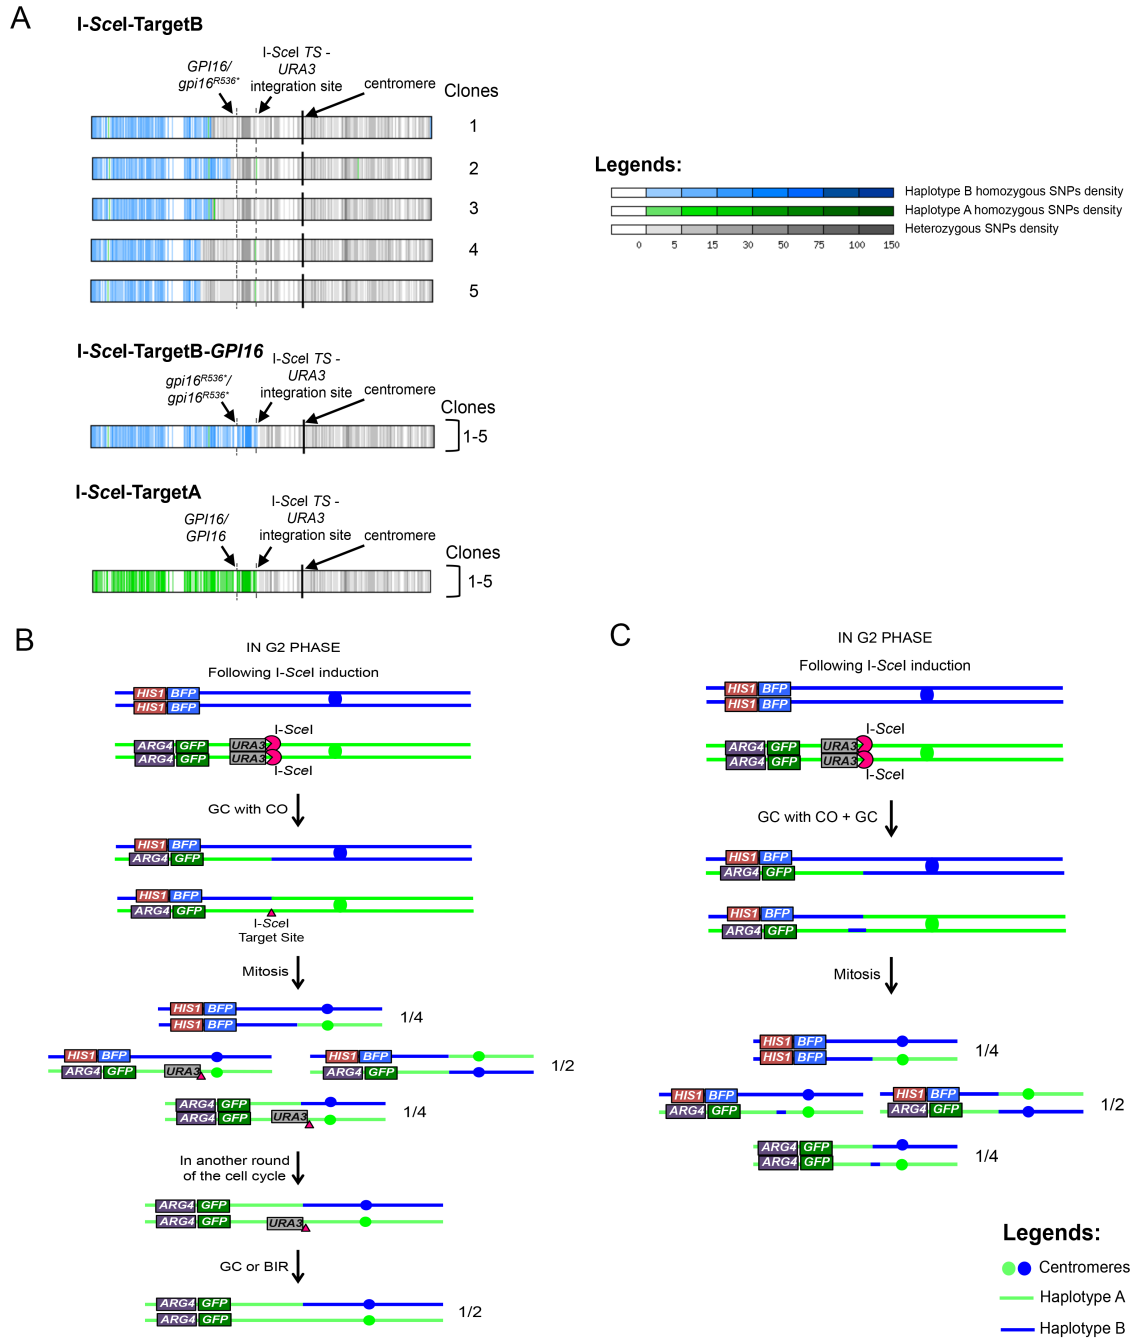 A
I-SceI-TargetB
GPI16/
gpi16R536*
I-SceI TS -
URA3
integration site
centromere
Clones
1
2
3
4
5
Legends:
Haplotype B homozygous SNPs density
Haplotype A homozygous SNPs density
Heterozygous SNPs density
0 5 15 30 50 75 100 150
I-SceI-TargetB-GPI16
gpi16R536*/
gpi16R536*
I-SceI TS -
URA3
integration site
centromere
Clones
1-5
I-SceI-TargetA
GPI16/
GPI16
I-SceI TS -
URA3
integration site
centromere
Clones
1-5
B
IN G2 PHASE
Following I-SceI induction
HIS1 BFP
HIS1 BFP
I-SceI
ARG4 GFP URA3
ARG4 GFP URA3
I-SceI
GC with CO
HIS1 BFP
ARG4 GFP
HIS1 BFP
ARG4 GFP
I-SceI
Target Site
Mitosis
HIS1 BFP
HIS1 BFP
1/4
HIS1 BFP
ARG4 GFP URA3
HIS1 BFP
ARG4 GFP
1/2
ARG4 GFP
ARG4 GFP URA3
1/4
In another round
of the cell cycle
ARG4 GFP
ARG4 GFP URA3
GC or BIR
ARG4 GFP
ARG4 GFP
1/2
C
IN G2 PHASE
Following I-SceI induction
HIS1 BFP
HIS1 BFP
I-SceI
ARG4 GFP URA3
ARG4 GFP URA3
I-SceI
GC with CO + GC
HIS1 BFP
ARG4 GFP
HIS1 BFP
ARG4 GFP
Mitosis
HIS1 BFP
HIS1 BFP
1/4
HIS1 BFP
ARG4 GFP
HIS1 BFP
ARG4 GFP
1/2
ARG4 GFP
ARG4 GFP
1/4
Legends:
Centromeres
Haplotype A
Haplotype B